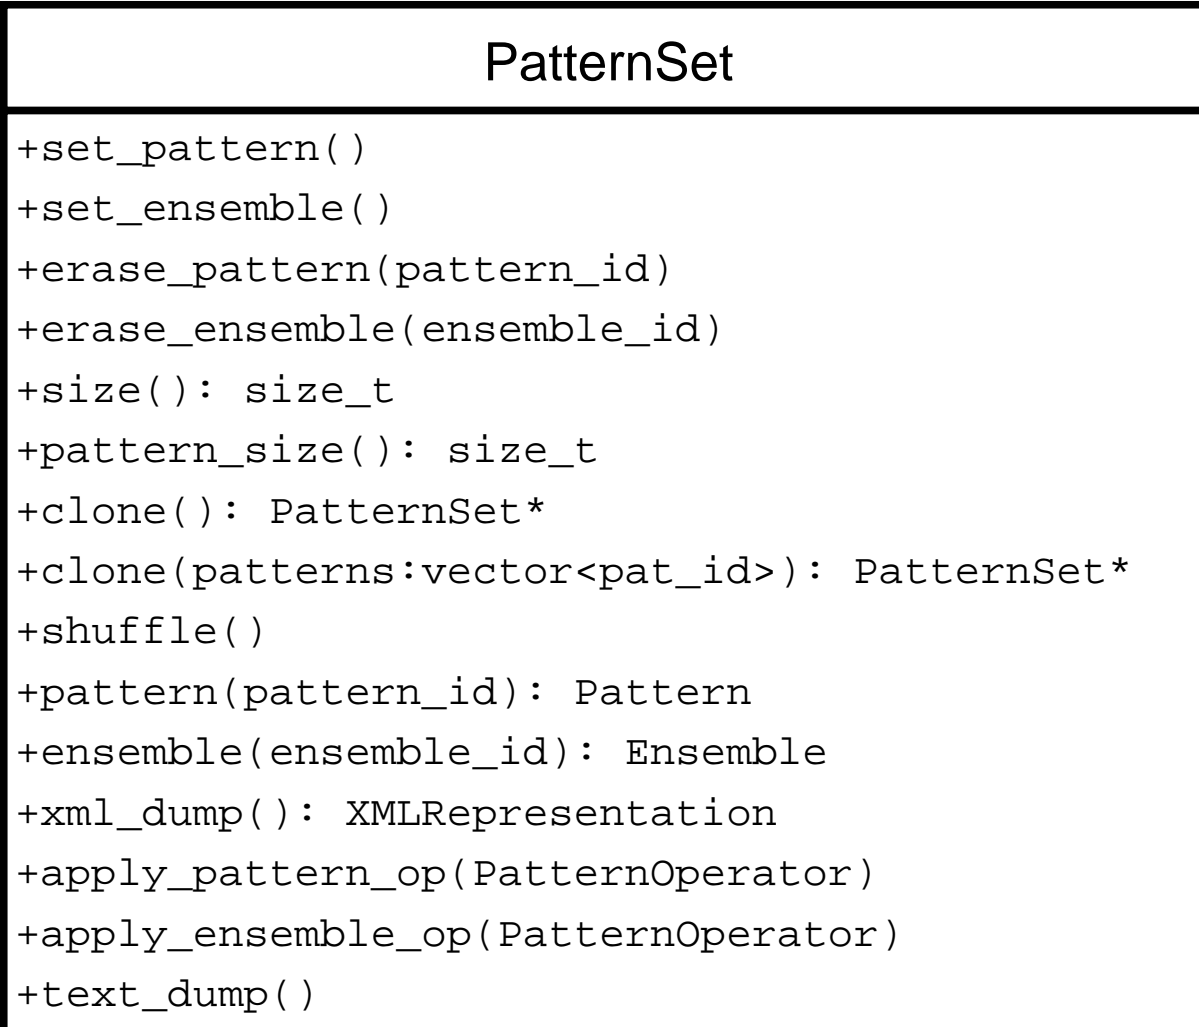 PatternSet
+set_pattern()
+set_ensemble()
+erase_pattern(pattern_id)
+erase_ensemble(ensemble_id)
+size(): size_t
+pattern_size(): size_t
+clone(): PatternSet*
+clone(patterns:vector<pat_id>): PatternSet*
+shuffle()
+pattern(pattern_id): Pattern
+ensemble(ensemble_id): Ensemble
+xml_dump(): XMLRepresentation
+apply_pattern_op(PatternOperator)
+apply_ensemble_op(PatternOperator)
+text_dump()